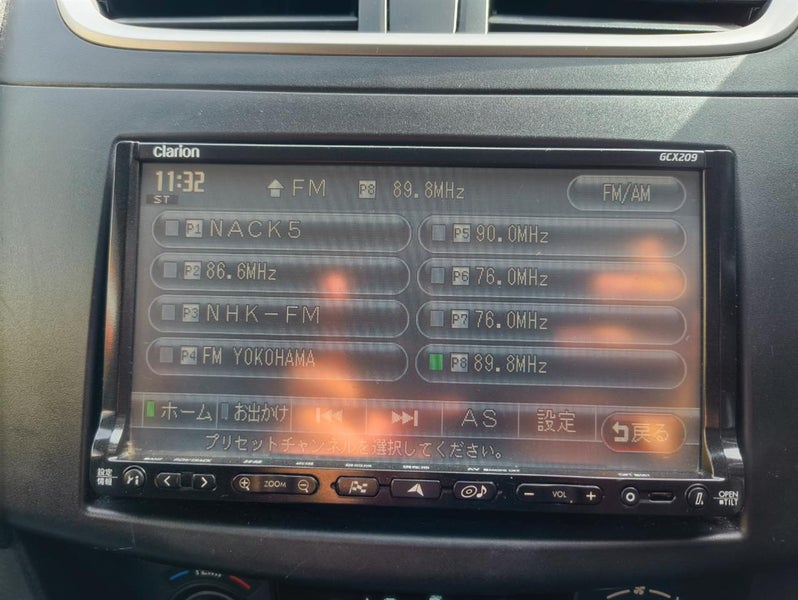 clarion GCX209
11:32 FM P8 89.8MHz FM/AM
ST
P1 NACK5
P2 86.6MHz
P3 NHK-FM
P4 FM YOKOHAMA
P5 90.0MHz
P6 76.0MHz
P7 76.0MHz
P8 89.8MHz
ホーム お出かけ AS 設定 戻る
プリセットチャンネルを選択してください。
設定
情報
ZOOM
VOL
OPEN
TILT
TEMP